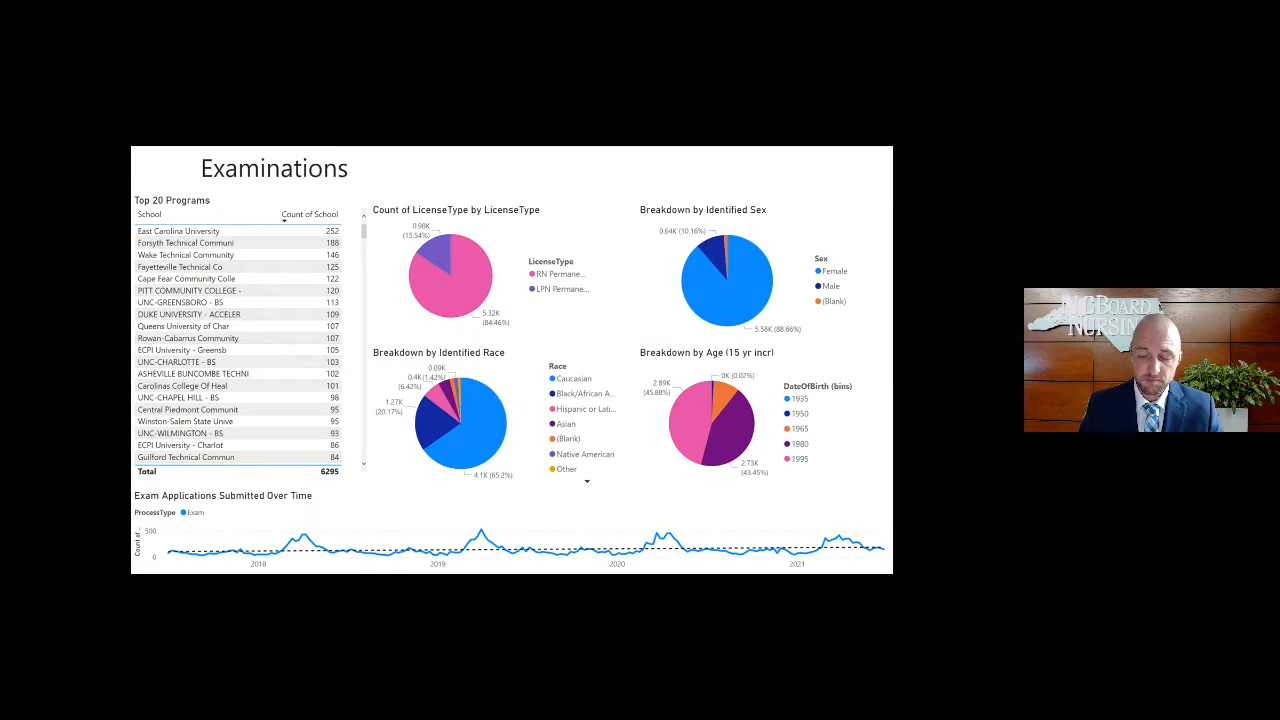 Examinations
Top 20 Programs
School Count of School
East Carolina University 252
Forsyth Technical Communi 188
Wake Technical Community 146
Fayetteville Technical Co 125
Cape Fear Community Colle 122
PITT COMMUNITY COLLEGE - 120
UNC-GREENSBORO - BS 113
DUKE UNIVERSITY - ACCELER 109
Queens University of Char 107
Rowan-Cabarrus Community 107
ECPI University - Greensb 105
UNC-CHARLOTTE - BS 103
ASHEVILLE BUNCOMBE TECHNI 102
Carolinas College Of Heal 101
UNC-CHAPEL HILL - BS 98
Central Piedmont Communit 95
Winston-Salem State Unive 95
UNC-WILMINGTON - BS 93
ECPI University - Charlot 86
Guilford Technical Commun 84
Total 6295
Count of LicenseType by LicenseType
0.98K
(15.54%)
5.32K
(84.46%)
LicenseType
RN Permane...
LPN Permane...
Breakdown by Identified Sex
0.64K (10.16%)
5.58K (88.66%)
Sex
Female
Male
(Blank)
Breakdown by Identified Race
0.09K
(1.42%)
0.4K
(6.42%)
1.27K
(20.17%)
4.1K (65.2%)
Race
Caucasian
Black/African A...
Hispanic or Lati...
Asian
(Blank)
Native American
Other
Breakdown by Age (15 yr incr)
0K (0.02%)
2.89K
(45.88%)
2.73K
(43.45%)
DateOfBirth (bins)
1935
1950
1965
1980
1995
Exam Applications Submitted Over Time
ProcessType Exam
Count of ...
500
0
2018 2019 2020 2021
NC BOARD
NURSING